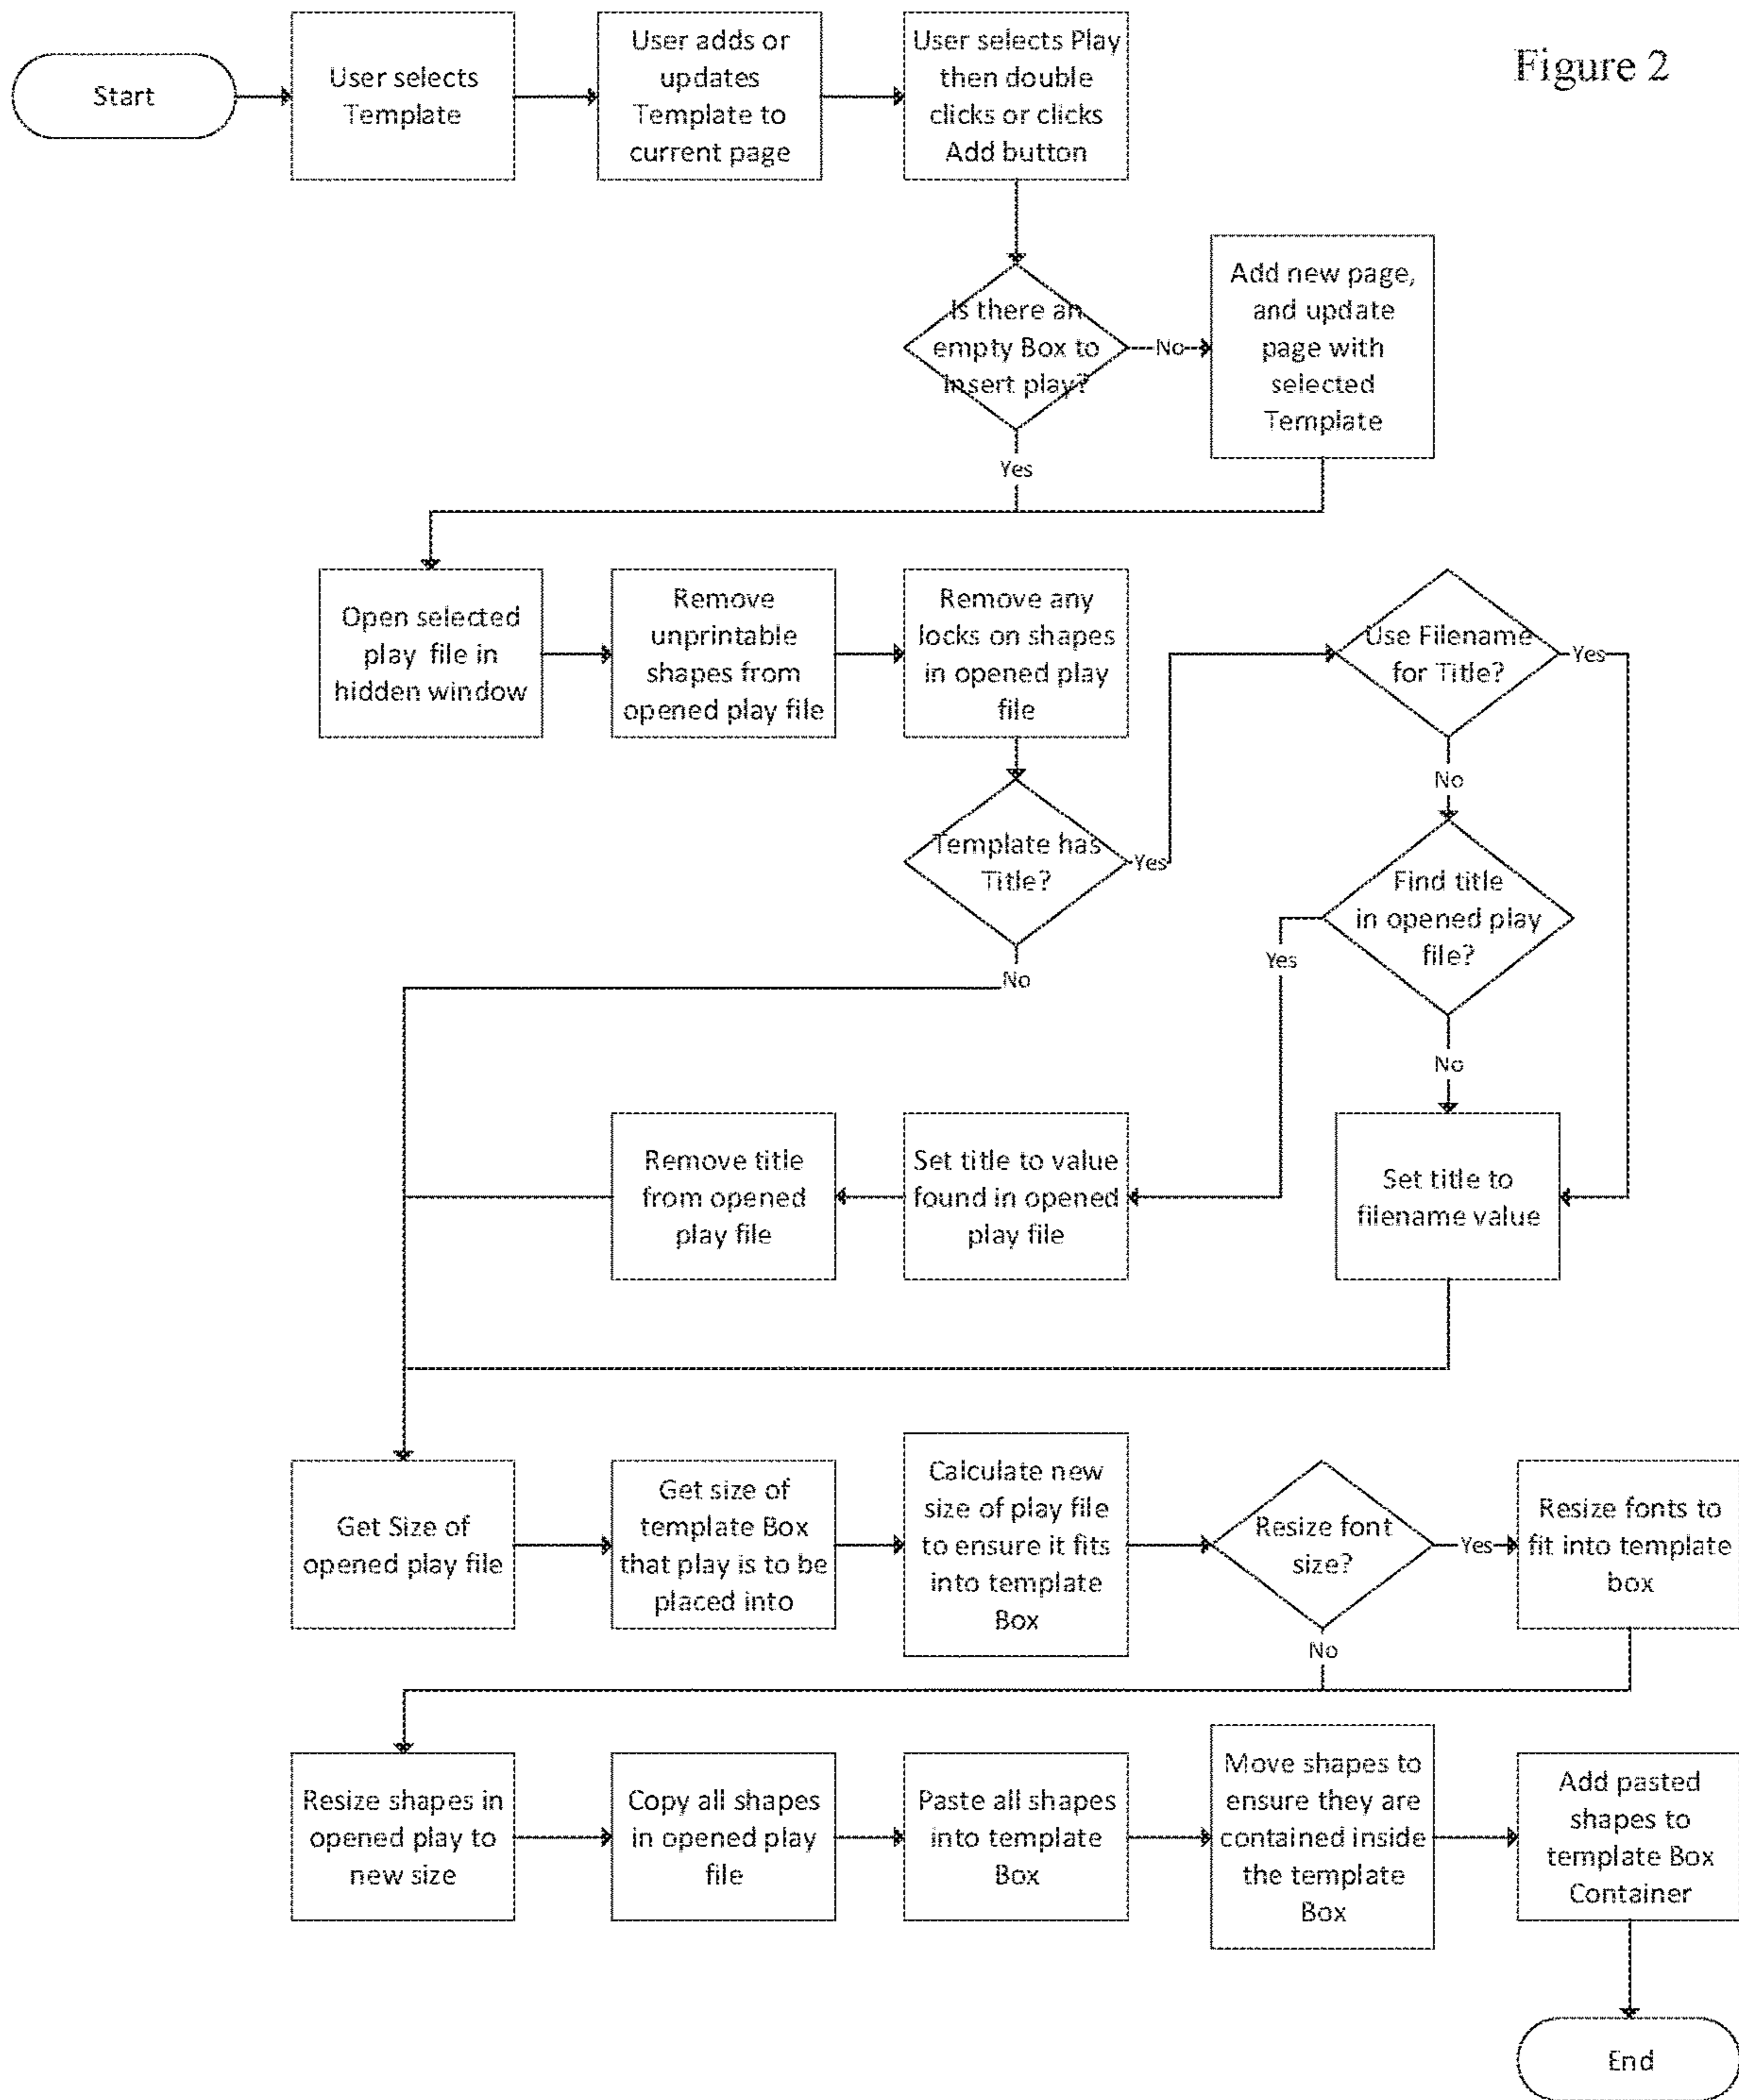 Figure 2
Start
User selects
Template
User adds or
updates
Template to
current page
User selects Play
then double
clicks or clicks
Add button
Is there an
empty Box to
insert play?
No
Add new page,
and update
page with
selected
Template
Yes
Open selected
play file in
hidden window
Remove
unprintable
shapes from
opened play file
Remove any
locks on shapes
in opened play
file
Use Filename
for Title?
Yes
No
Template has
Title?
Yes
Find title
in opened play
file?
Yes
No
No
Remove title
from opened
play file
Set title to value
found in opened
play file
Set title to
filename value
Get Size of
opened play file
Get size of
template Box
that play is to be
placed into
Calculate new
size of play file
to ensure it fits
into template
Box
Resize font
size?
Yes
Resize fonts to
fit into template
box
No
Resize shapes in
opened play to
new size
Copy all shapes
in opened play
file
Paste all shapes
into template
Box
Move shapes to
ensure they are
contained inside
the template
Box
Add pasted
shapes to
template Box
Container
End